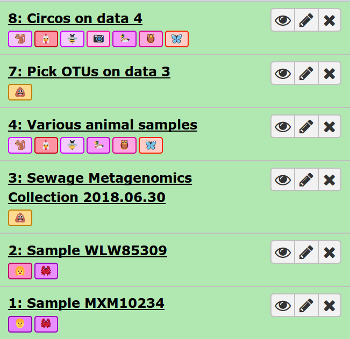 8: Circos on data 4
7: Pick OTUs on data 3
4: Various animal samples
3: Sewage Metagenomics
Collection 2018.06.30
2: Sample WLW85309
1: Sample MXM10234